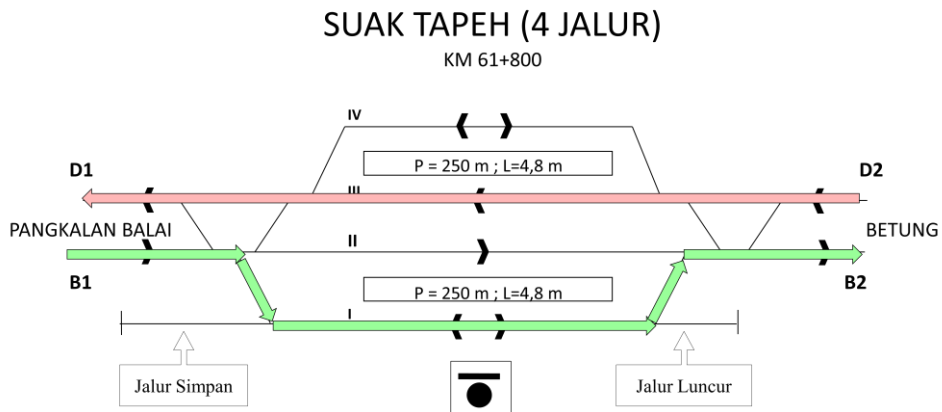 SUAK TAPEH (4 JALUR)
KM 61+800
IV
P = 250 m ; L=4,8 m
D1
III
D2
PANGKALAN BALAI
II
BETUNG
B1
P = 250 m ; L=4,8 m
B2
I
Jalur Simpan
Jalur Luncur